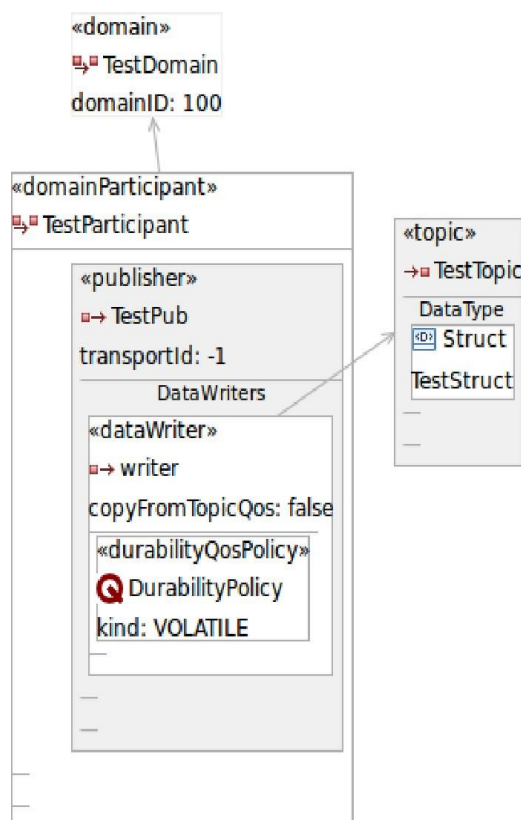 «domain»
TestDomain
domainID: 100
«domainParticipant»
TestParticipant
«publisher»
TestPub
transportId: -1
DataWriters
«dataWriter»
writer
copyFromTopicQos: false
«durabilityQosPolicy»
Q DurabilityPolicy
kind: VOLATILE
«topic»
TestTopic
DataType
«D» Struct
TestStruct